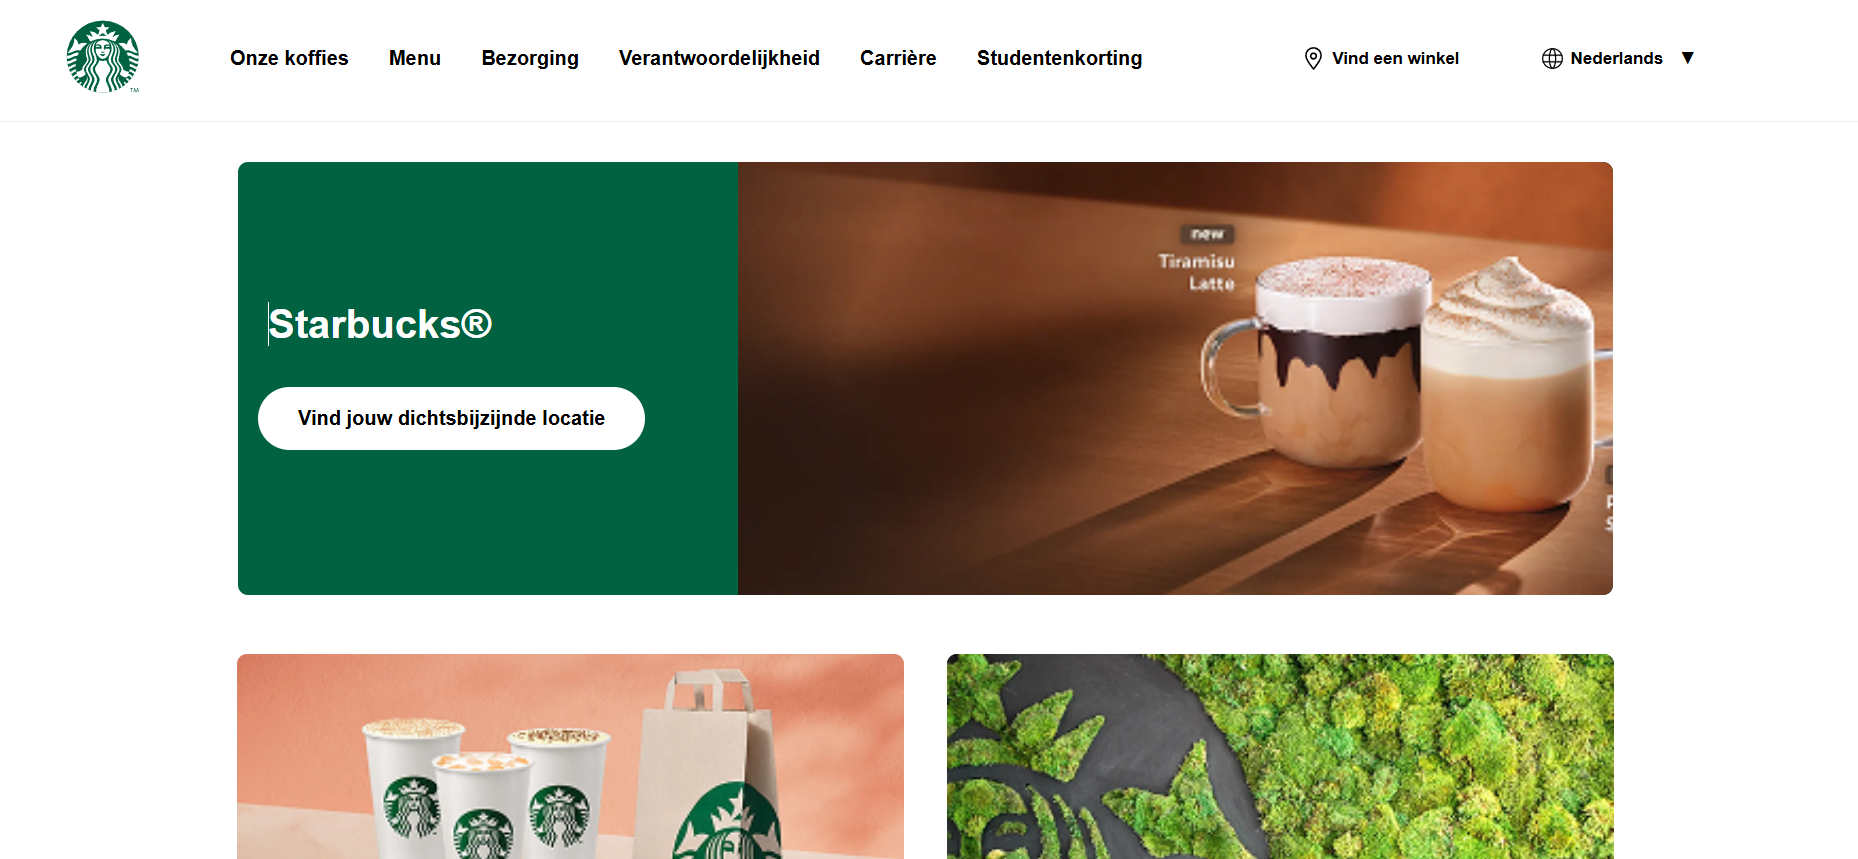 Onze koffies
Menu
Bezorging
Verantwoordelijkheid
Carrière
Studentenkorting
Vind een winkel
Nederlands
TM
Starbucks®
Vind jouw dichtsbijzijnde locatie
new
Tiramisu
Latte